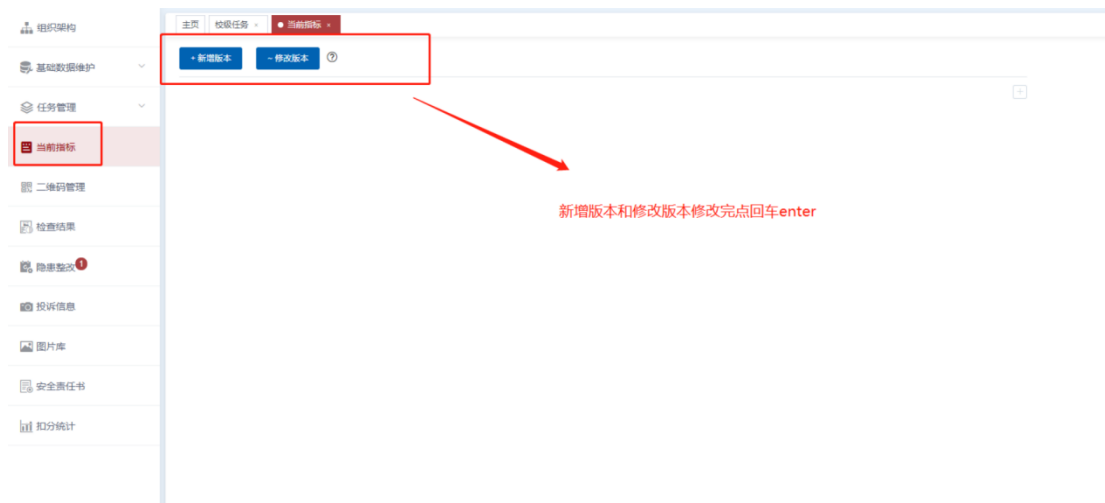 组织架构
基础数据维护
任务管理
当前指标
二维码管理
检查结果
隐患整改 1
投诉信息
图片库
安全责任书
扣分统计
主页 校级任务 × 当前指标 ×
+ 新增版本 ~ 修改版本 ?
新增版本和修改版本修改完点回车enter